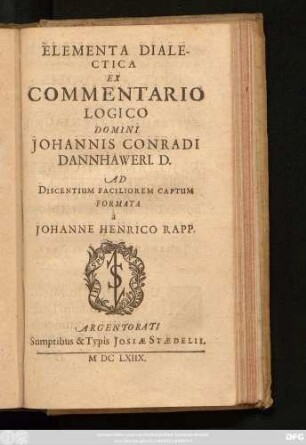 ELEMENTA DIALE-
CTICA
EX
COMMENTARIO
LOGICO
DOMINI
JOHANNIS CONRADI
DANNHAWERI. D.
AD
DISCENTIUM FACILIOREM CAPTUM
FORMATA
à
JOHANNE HENRICO RAPP.
ARGENTORATI
Sumptibus & Typis JOSIÆ STÆDELII.
M DC LXIIX.